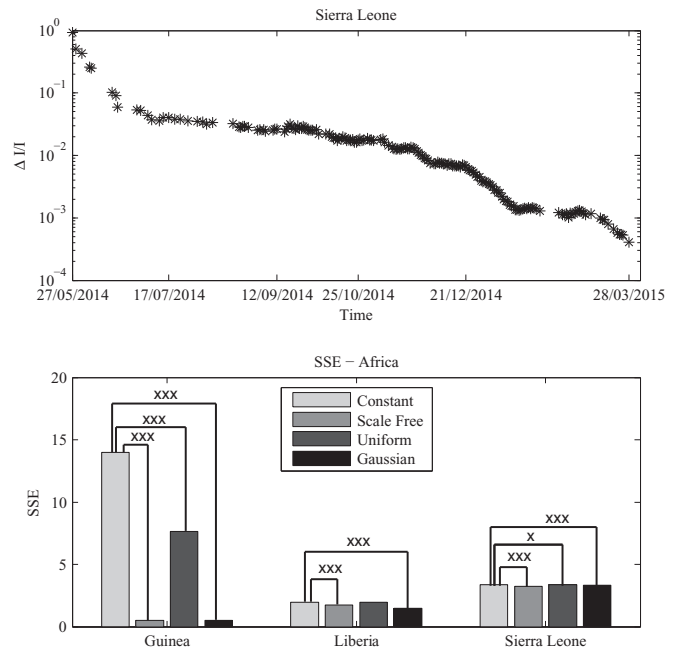 Sierra Leone
10^0
10^-1
10^-2
10^-3
10^-4
Δ I/I
27/05/2014 17/07/2014 12/09/2014 25/10/2014 21/12/2014 28/03/2015
Time
SSE − Africa
20
15
10
5
0
SSE
Constant
Scale Free
Uniform
Gaussian
xxx
xxx
xxx
xxx
xxx
xxx
x
xxx
Guinea Liberia Sierra Leone